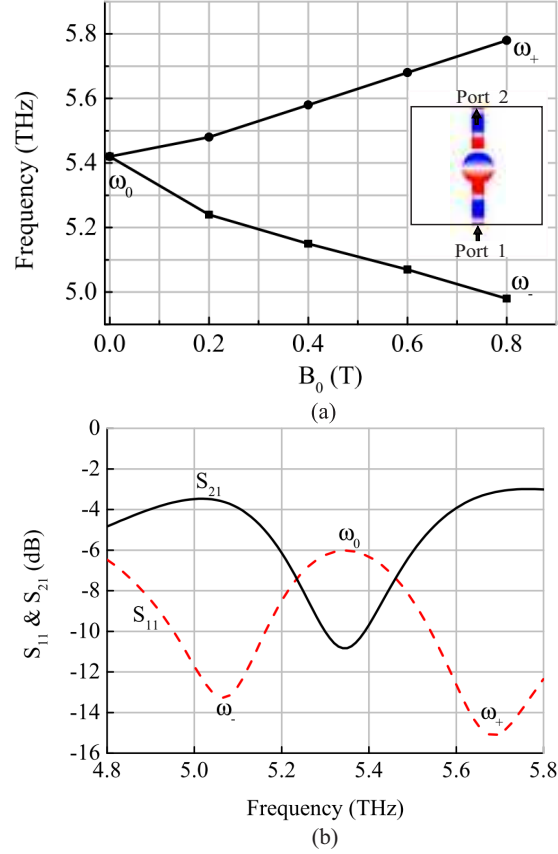 5.8
5.6
5.4
5.2
5.0
Frequency (THz)
ω+
ω0
ω-
Port 2
Port 1
0.0 0.2 0.4 0.6 0.8
B0 (T)
(a)
0
-2
-4
-6
-8
-10
-12
-14
-16
S11 & S21 (dB)
S21
ω0
S11
ω-
ω+
4.8 5.0 5.2 5.4 5.6 5.8
Frequency (THz)
(b)